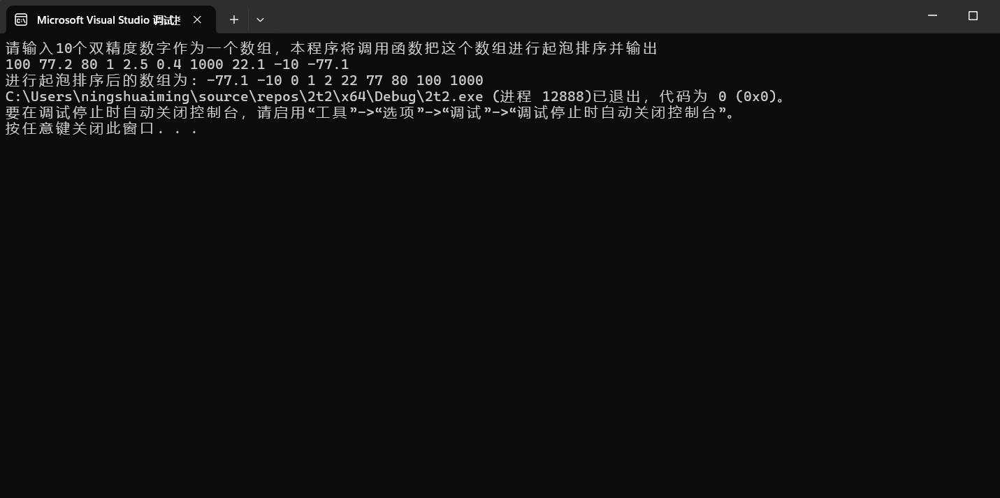 Microsoft Visual Studio 调试
请输入10个双精度数字作为一个数组，本程序将调用函数把这个数组进行起泡排序并输出
100 77.2 80 1 2.5 0.4 1000 22.1 -10 -77.1
进行起泡排序后的数组为：-77.1 -10 0 1 2 22 77 80 100 1000
C:\Users\ningshuaiming\source\repos\2t2\x64\Debug\2t2.exe (进程 12888)已退出，代码为 0 (0x0)。
要在调试停止时自动关闭控制台，请启用“工具”->“选项”->“调试”->“调试停止时自动关闭控制台”。
按任意键关闭此窗口. . .